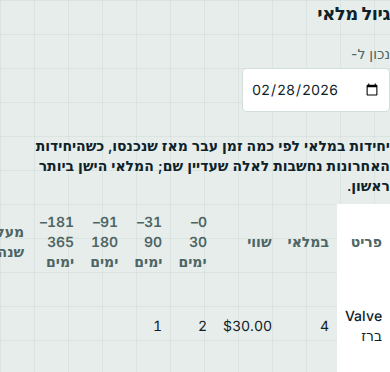 גיול מלאי
נכון ל-
02/28/2026
יחידות במלאי לפי כמה זמן עבר מאז שנכנסו, כשהיחידות
האחרונות נחשבות לאלה שעדיין שם; המלאי הישן ביותר
ראשון.
פריט במלאי שווי 0–30 ימים 31–90 ימים 91–180 ימים 181–365 ימים שנה
Valve ברז 4 $30.00 2 1